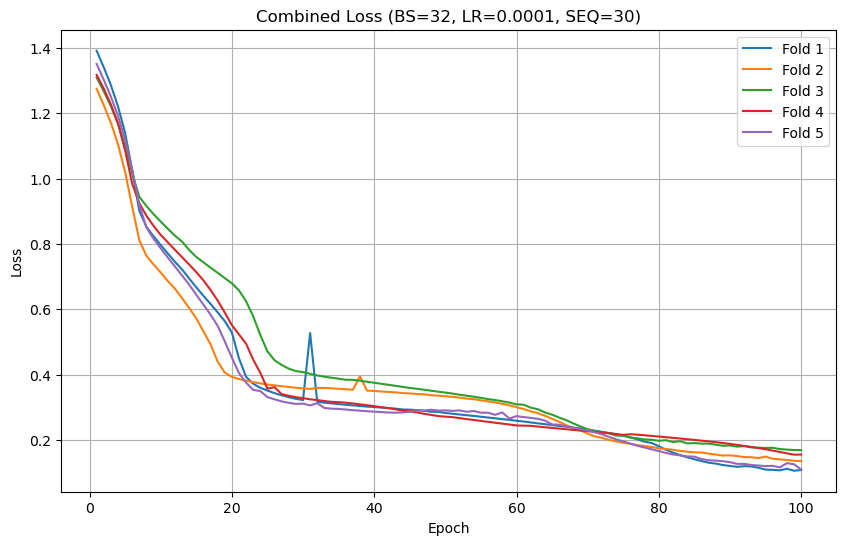 Combined Loss (BS=32, LR=0.0001, SEQ=30)
Fold 1
Fold 2
Fold 3
Fold 4
Fold 5
Loss
1.4
1.2
1.0
0.8
0.6
0.4
0.2
0 20 40 60 80 100
Epoch